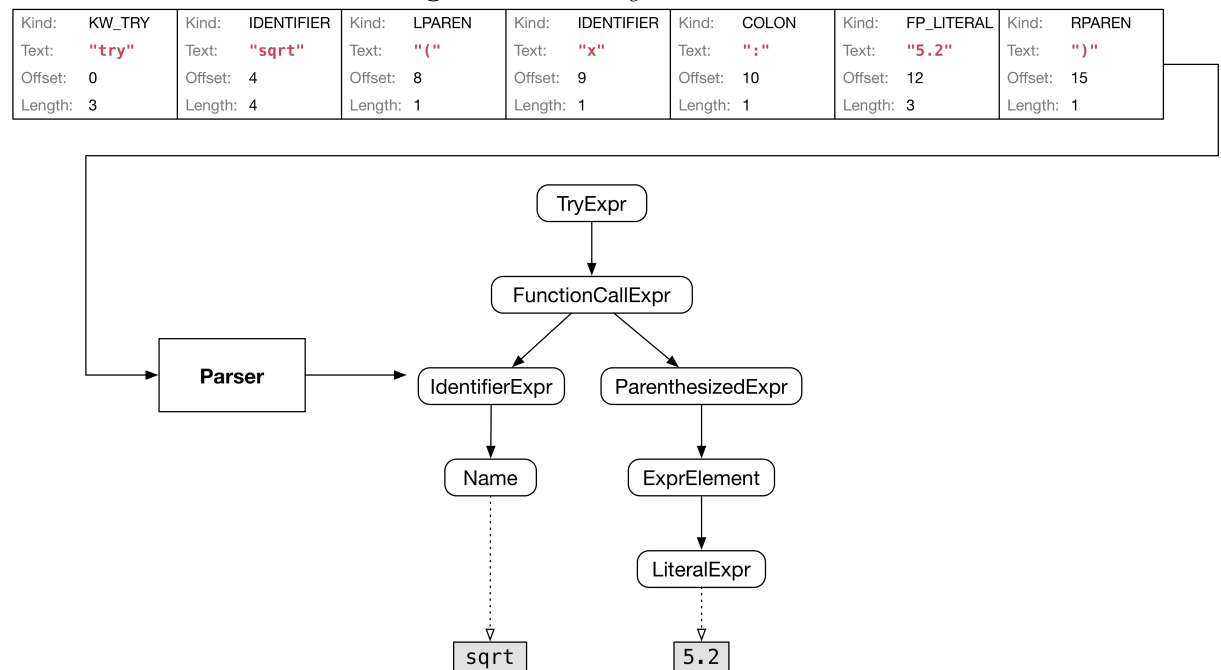 Kind: KW_TRY Kind: IDENTIFIER Kind: LPAREN Kind: IDENTIFIER Kind: COLON Kind: FP_LITERAL Kind: RPAREN
Text: "try" Text: "sqrt" Text: "(" Text: "x" Text: ":" Text: "5.2" Text: ")"
Offset: 0 Offset: 4 Offset: 8 Offset: 9 Offset: 10 Offset: 12 Offset: 15
Length: 3 Length: 4 Length: 1 Length: 1 Length: 1 Length: 3 Length: 1
TryExpr
FunctionCallExpr
Parser
IdentifierExpr ParenthesizedExpr
Name ExprElement
LiteralExpr
sqrt 5.2